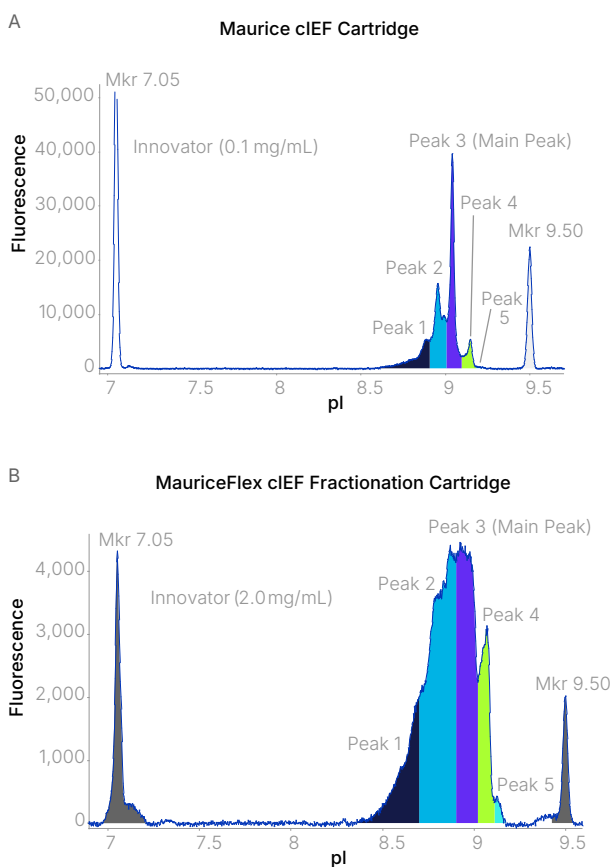 A
Maurice cIEF Cartridge
Mkr 7.05
50,000
Innovator (0.1 mg/mL)
Peak 3 (Main Peak)
40,000
Peak 4
30,000
Mkr 9.50
Peak 2
20,000
Peak
5
10,000
Peak 1
0
Fluorescence
7
7.5
8
8.5
9
9.5
pI
B
MauriceFlex cIEF Fractionation Cartridge
Mkr 7.05
Peak 3 (Main Peak)
4,000
Innovator (2.0 mg/mL)
Peak 2
Peak 4
3,000
Mkr 9.50
2,000
Peak 1
1,000
Peak 5
0
Fluorescence
7
7.5
8
8.5
9
9.5
pI